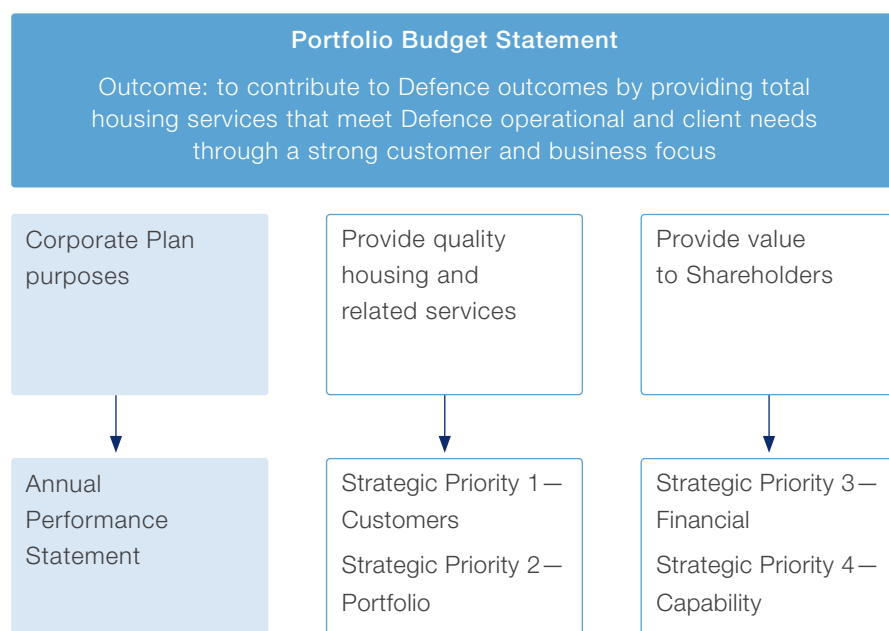 Portfolio Budget Statement
Outcome: to contribute to Defence outcomes by providing total
housing services that meet Defence operational and client needs
through a strong customer and business focus
Corporate Plan
purposes
Provide quality
housing and
related services
Provide value
to Shareholders
Annual
Performance
Statement
Strategic Priority 1—
Customers
Strategic Priority 2—
Portfolio
Strategic Priority 3—
Financial
Strategic Priority 4—
Capability